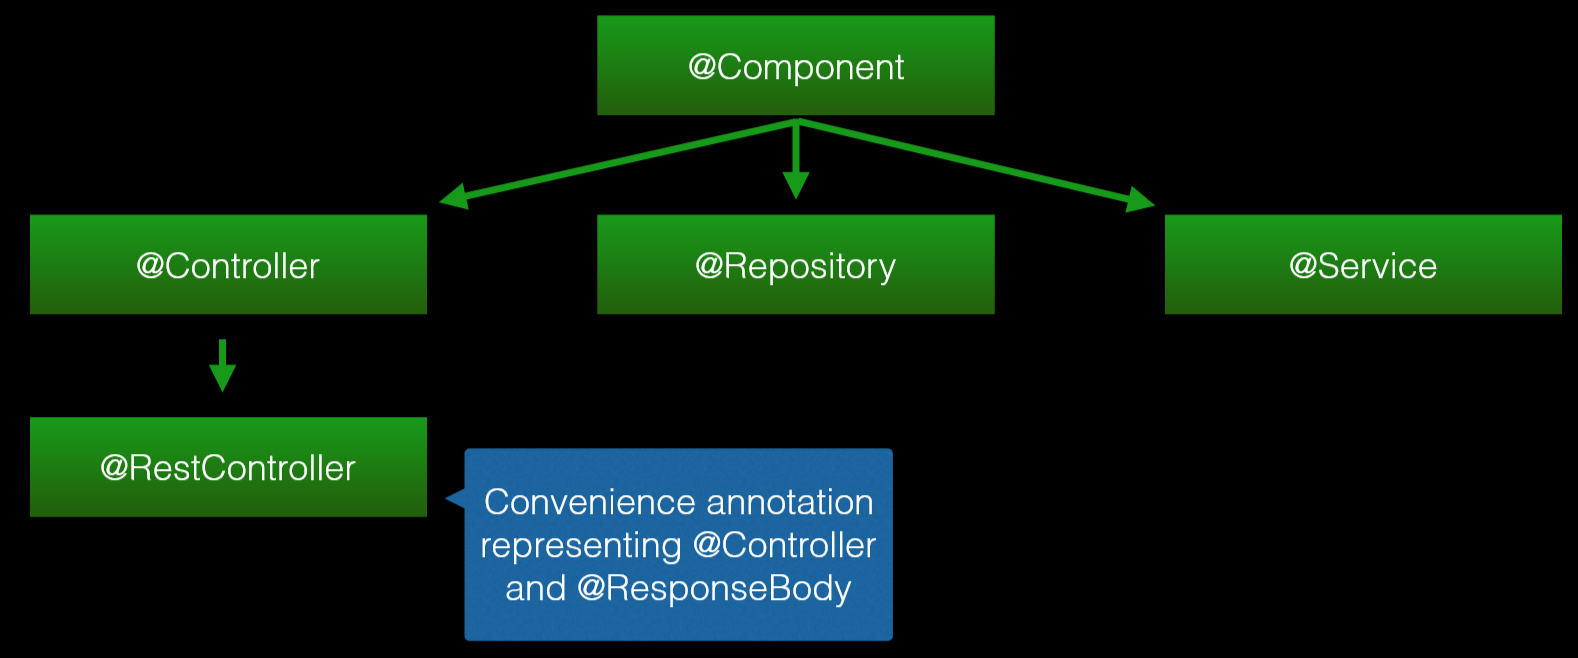 @Component
@Controller
@Repository
@Service
@RestController
Convenience annotation
representing @Controller
and @ResponseBody